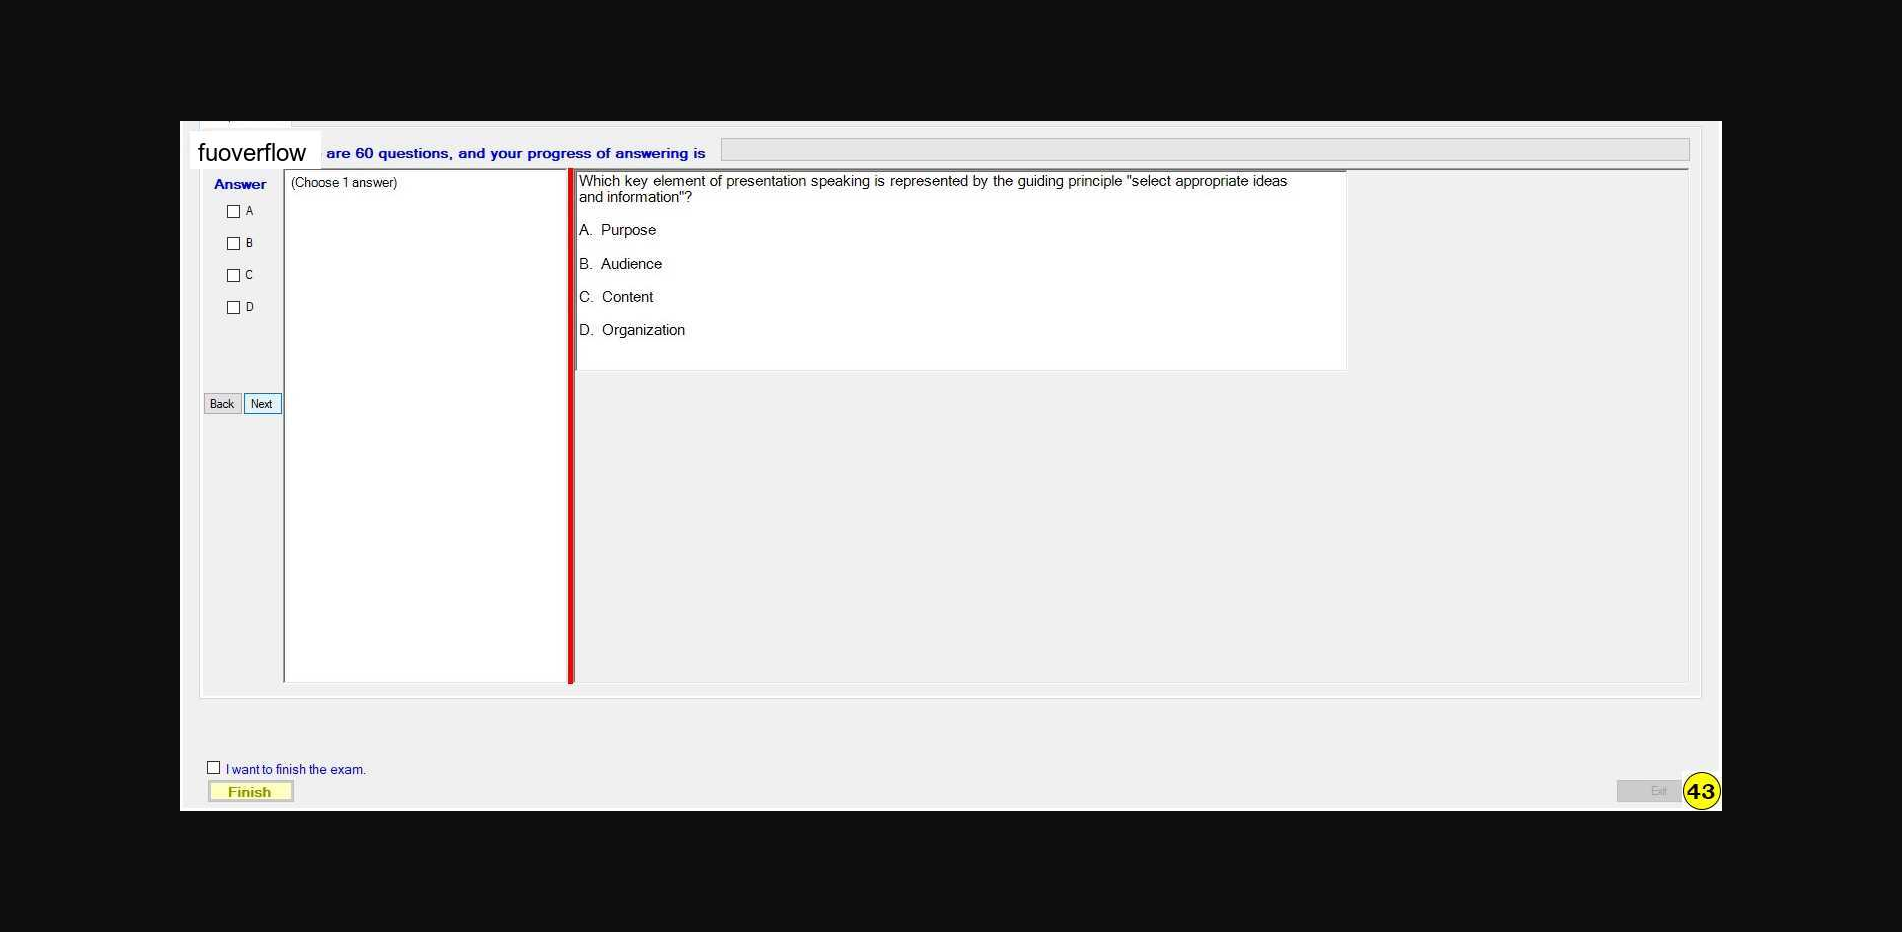 fuoverflow are 60 questions, and your progress of answering is
Answer
(Choose 1 answer)
A
B
C
D
Back Next
Which key element of presentation speaking is represented by the guiding principle "select appropriate ideas
and information"?
A. Purpose
B. Audience
C. Content
D. Organization
I want to finish the exam.
Finish
Exit
43